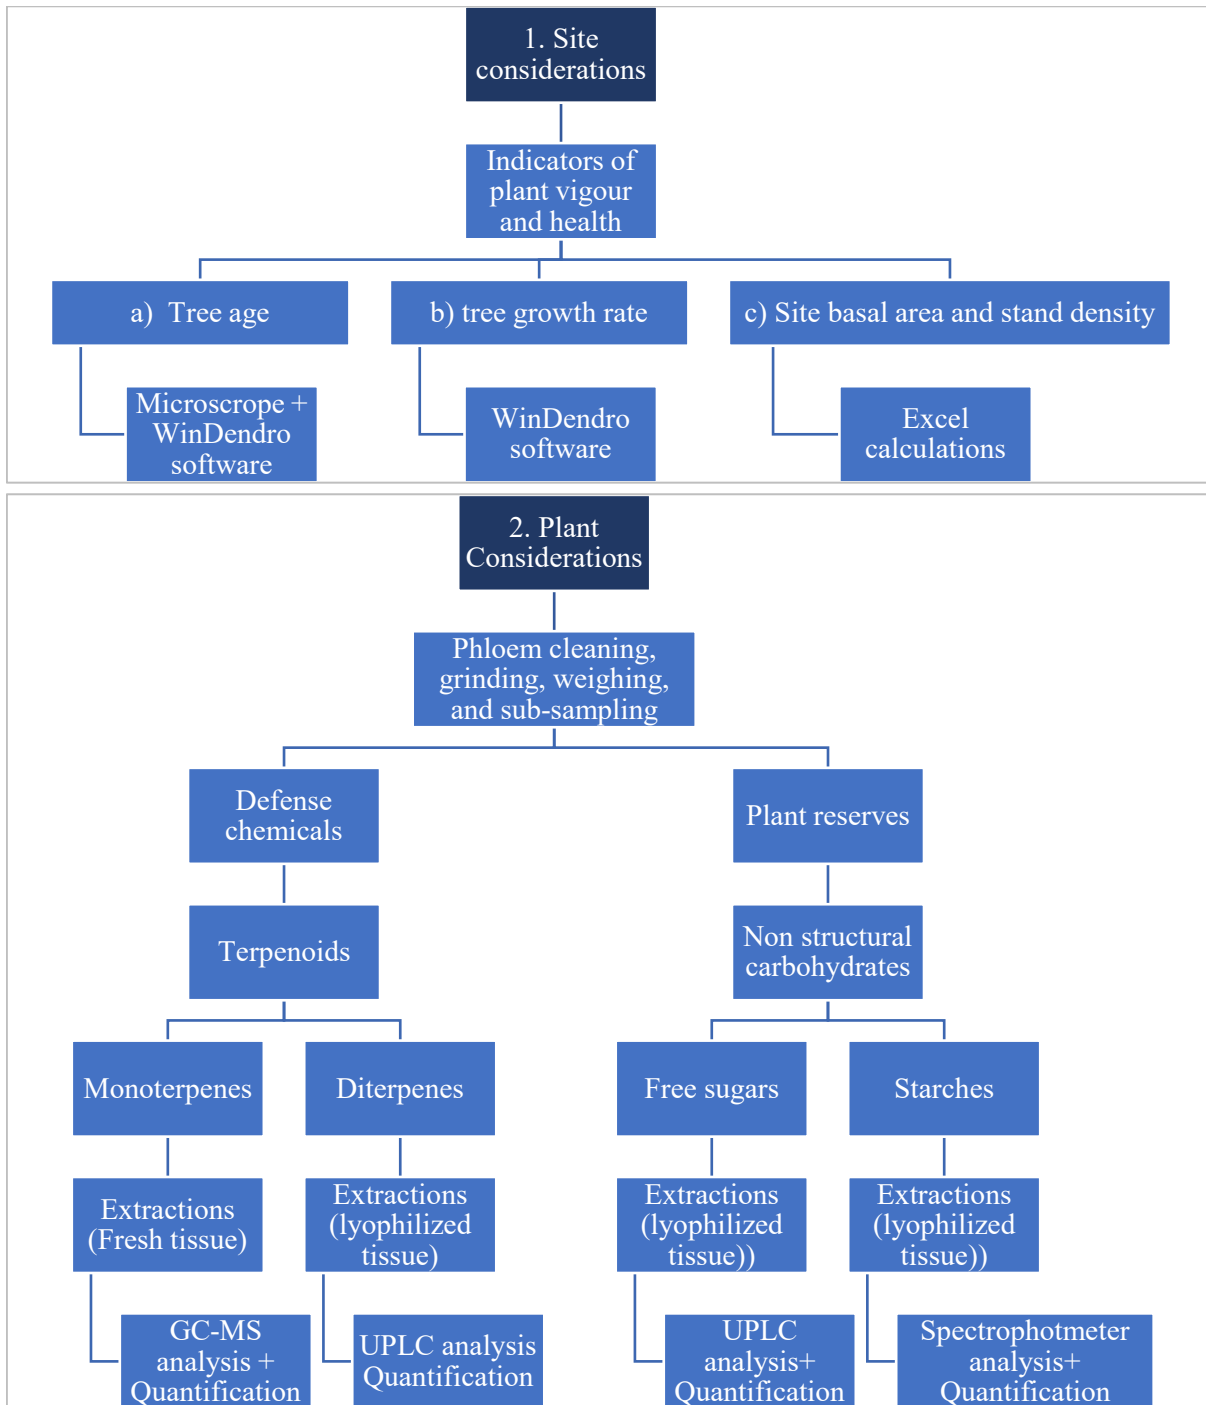 1. Site
considerations
Indicators of
plant vigour
and health
a)  Tree age
b) tree growth rate
c) Site basal area and stand density
Microscrope +
WinDendro
software
WinDendro
software
Excel
calculations
2. Plant
Considerations
Phloem cleaning,
grinding, weighing,
and sub-sampling
Defense
chemicals
Plant reserves
Terpenoids
Non structural
carbohydrates
Monoterpenes
Diterpenes
Free sugars
Starches
Extractions
(Fresh tissue)
Extractions
(lyophilized
tissue)
Extractions
(lyophilized
tissue))
Extractions
(lyophilized
tissue))
GC-MS
analysis +
Quantification
UPLC analysis
Quantification
UPLC
analysis+
Quantification
Spectrophotmeter
analysis+
Quantification